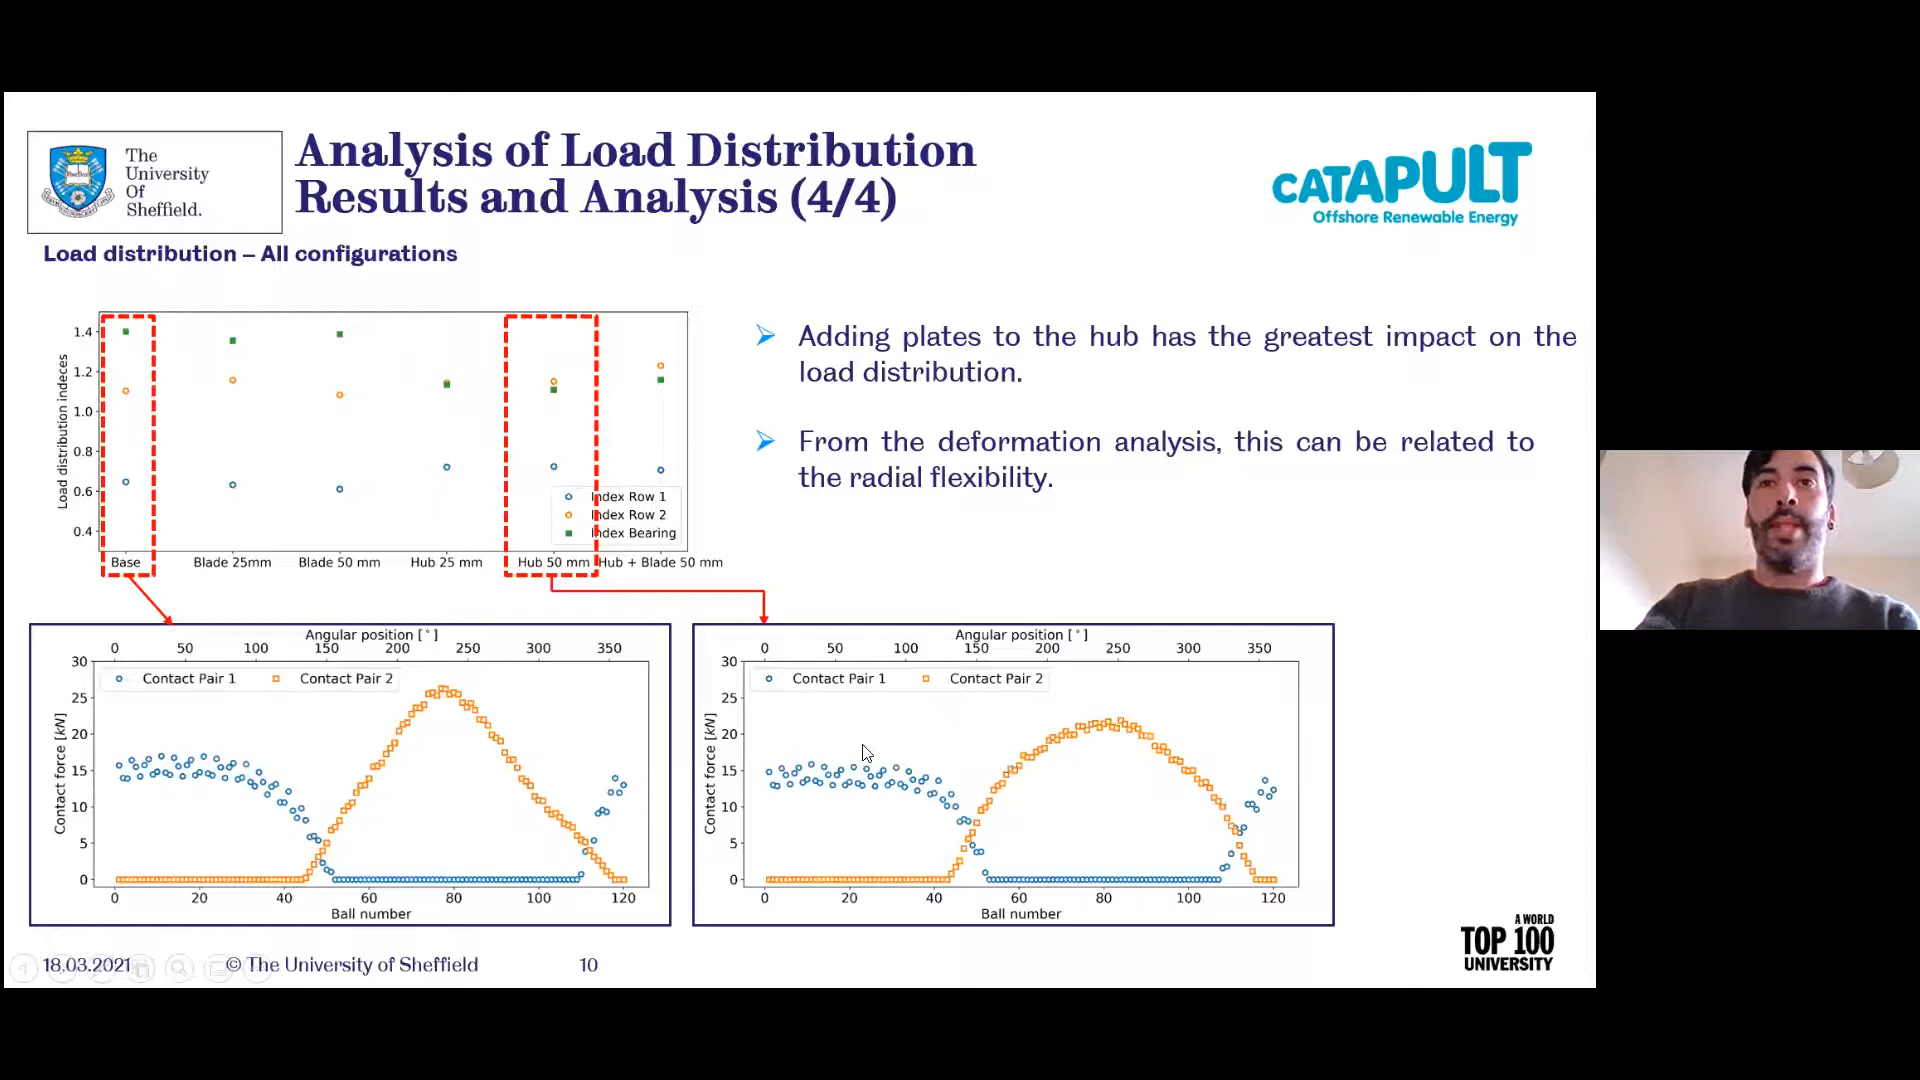 The
University
Of
Sheffield.
Analysis of Load Distribution
Results and Analysis (4/4)
CATAPULT
Offshore Renewable Energy
Load distribution – All configurations
Load distribution indeces
1.4
1.2
1.0
0.8
0.6
0.4
Index Row 1
Index Row 2
Index Bearing
Base Blade 25mm Blade 50 mm Hub 25 mm Hub 50 mm Hub + Blade 50 mm
Adding plates to the hub has the greatest impact on the
load distribution.
From the deformation analysis, this can be related to
the radial flexibility.
Angular position [°]
0 50 100 150 200 250 300 350
Contact force [kN]
30
25
20
15
10
5
0
Contact Pair 1 Contact Pair 2
0 20 40 60 80 100 120
Ball number
Angular position [°]
0 50 100 150 200 250 300 350
Contact force [kN]
30
25
20
15
10
5
0
Contact Pair 1 Contact Pair 2
0 20 40 60 80 100 120
Ball number
18.03.2021 © The University of Sheffield 10
A WORLD
TOP 100
UNIVERSITY